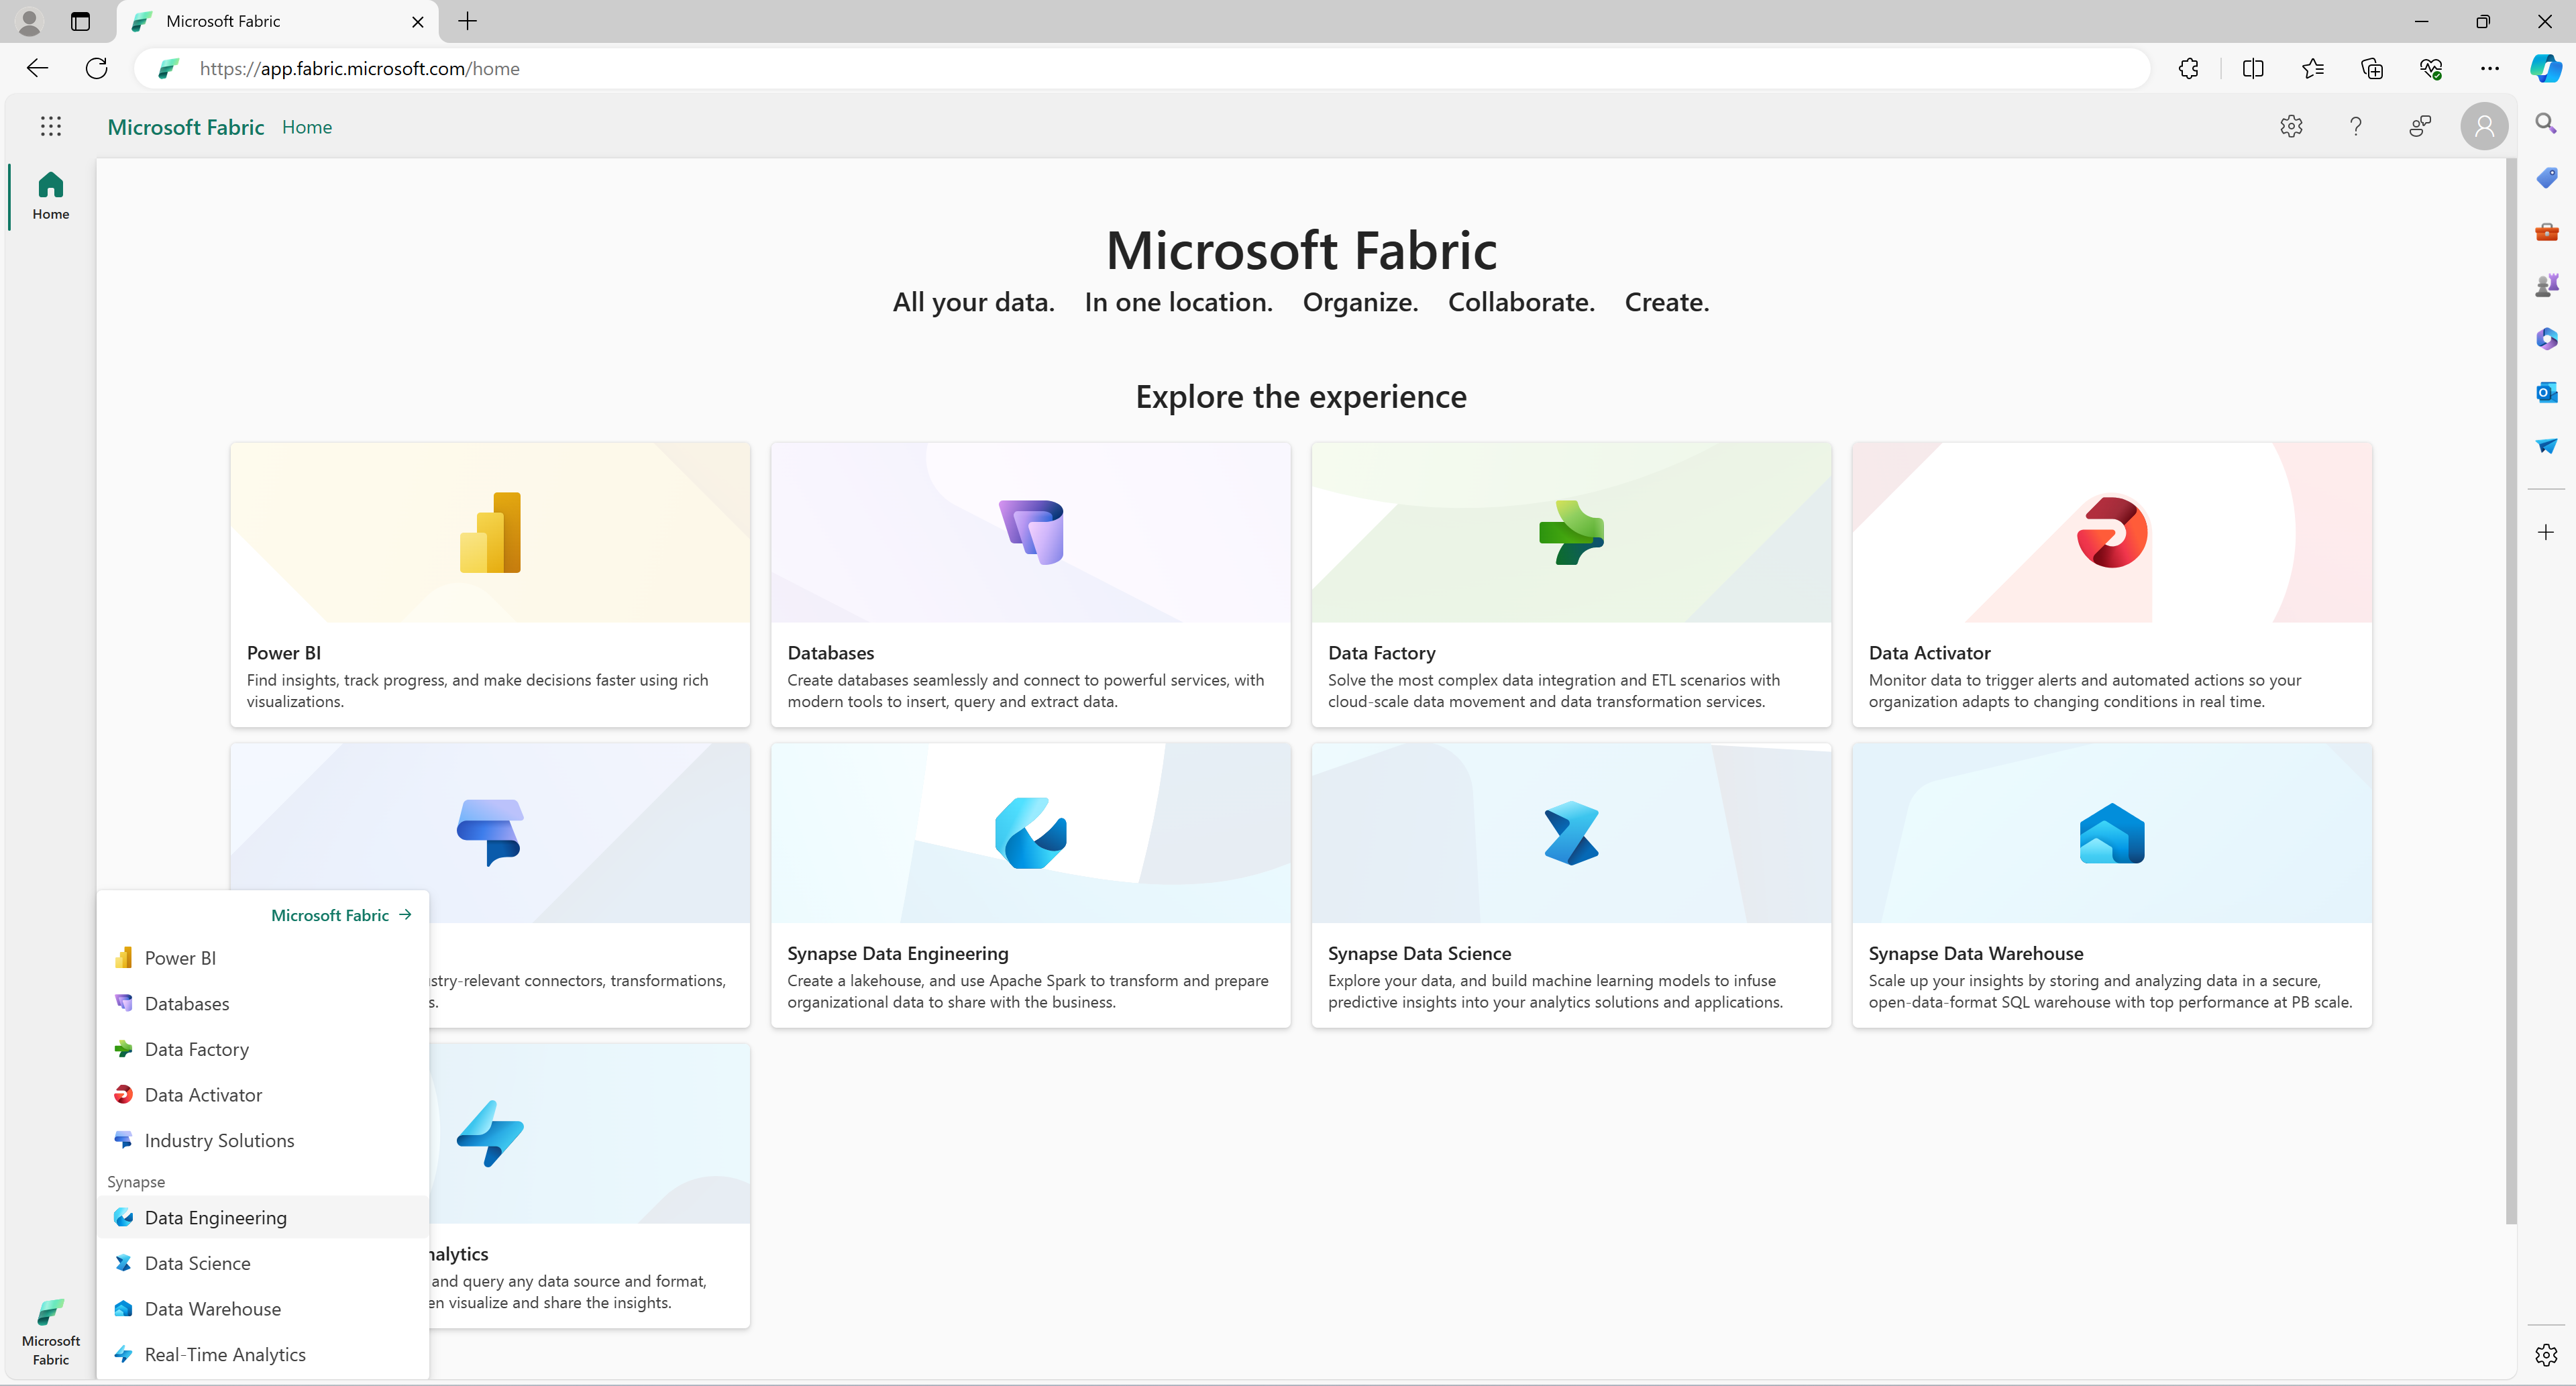 Microsoft Fabric
https://app.fabric.microsoft.com/home
Microsoft Fabric Home
Home
Microsoft Fabric
All your data. In one location. Organize. Collaborate. Create.
Explore the experience
Power BI
Find insights, track progress, and make decisions faster using rich
visualizations.
Databases
Create databases seamlessly and connect to powerful services, with
modern tools to insert, query and extract data.
Data Factory
Solve the most complex data integration and ETL scenarios with
cloud-scale data movement and data transformation services.
Data Activator
Monitor data to trigger alerts and automated actions so your
organization adapts to changing conditions in real time.
stry-relevant connectors, transformations,
s.
Synapse Data Engineering
Create a lakehouse, and use Apache Spark to transform and prepare
organizational data to share with the business.
Synapse Data Science
Explore your data, and build machine learning models to infuse
predictive insights into your analytics solutions and applications.
Synapse Data Warehouse
Scale up your insights by storing and analyzing data in a secure,
open-data-format SQL warehouse with top performance at PB scale.
nalytics
and query any data source and format,
en visualize and share the insights.
Microsoft Fabric
Power BI
Databases
Data Factory
Data Activator
Industry Solutions
Synapse
Data Engineering
Data Science
Data Warehouse
Real-Time Analytics
Microsoft
Fabric